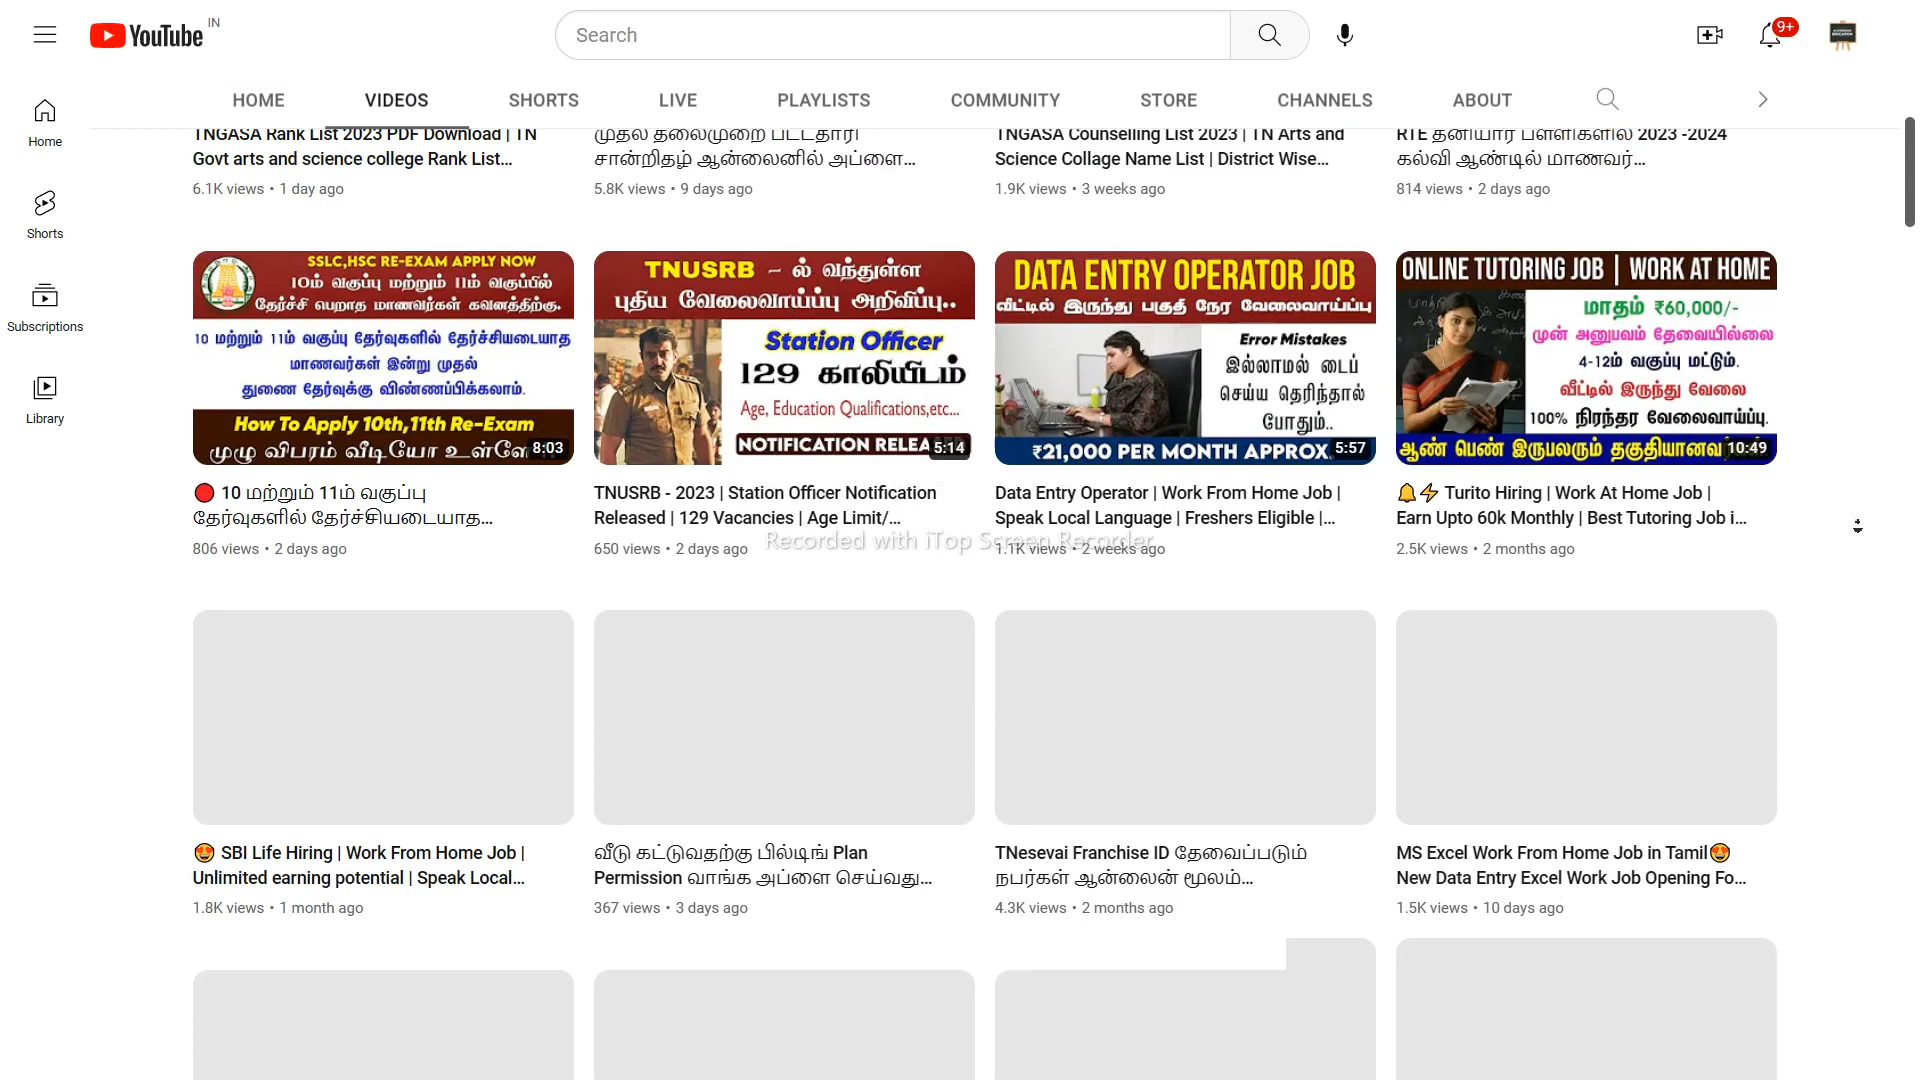 YouTube IN
Search
9+
HOME VIDEOS SHORTS LIVE PLAYLISTS COMMUNITY STORE CHANNELS ABOUT
Home
Shorts
Subscriptions
Library
TNGASA Rank List 2023 PDF Download | TN
Govt arts and science college Rank List...
6.1K views • 1 day ago
முதல் தலைமுறை பட்டதாரி
சான்றிதழ் ஆன்லைனில் அப்ளை...
5.8K views • 9 days ago
TNGASA Counselling List 2023 | TN Arts and
Science Collage Name List | District Wise...
1.9K views • 3 weeks ago
RTE தனியார் பள்ளிகளில் 2023 -2024
கல்வி ஆண்டில் மாணவர்...
814 views • 2 days ago
SSLC,HSC RE-EXAM APPLY NOW
10ம் வகுப்பு மற்றும் 11ம் வகுப்பில்
தேர்ச்சி பெறாத மாணவர்கள் கவனத்திற்கு.
10 மற்றும் 11ம் வகுப்பு தேர்வுகளில் தேர்ச்சியடையாத
மாணவர்கள் இன்று முதல்
துணை தேர்வுக்கு விண்ணப்பிக்கலாம்.
How To Apply 10th,11th Re-Exam
முழு விபரம் வீடியோ உள்ளே
8:03
🔴 10 மற்றும் 11ம் வகுப்பு
தேர்வுகளில் தேர்ச்சியடையாத...
806 views • 2 days ago
TNUSRB - ல் வந்துள்ள
புதிய வேலைவாய்ப்பு அறிவிப்பு..
Station Officer
129 காலியிடம்
Age, Education Qualifications,etc...
NOTIFICATION RELEA
5:14
TNUSRB - 2023 | Station Officer Notification
Released | 129 Vacancies | Age Limit/...
650 views • 2 days ago
DATA ENTRY OPERATOR JOB
வீட்டில் இருந்து பகுதி நேர வேலைவாய்ப்பு
Error Mistakes
இல்லாமல் டைப்
செய்ய தெரிந்தால்
போதும்..
₹21,000 PER MONTH APPROX.
5:57
Data Entry Operator | Work From Home Job |
Speak Local Language | Freshers Eligible |...
1.1K views • 2 weeks ago
ONLINE TUTORING JOB | WORK AT HOME
மாதம் ₹60,000/-
முன் அனுபவம் தேவையில்லை
4-12ம் வகுப்பு மட்டும்.
வீட்டில் இருந்து வேலை
100% நிரந்தர வேலைவாய்ப்பு.
ஆண் பெண் இருபலரும் தகுதியானவ
10:49
🔔⚡ Turito Hiring | Work At Home Job |
Earn Upto 60k Monthly | Best Tutoring Job i...
2.5K views • 2 months ago
Recorded with iTop Screen Recorder
😍 SBI Life Hiring | Work From Home Job |
Unlimited earning potential | Speak Local...
1.8K views • 1 month ago
வீடு கட்டுவதற்கு பில்டிங் Plan
Permission வாங்க அப்ளை செய்வது...
367 views • 3 days ago
TNesevai Franchise ID தேவைப்படும்
நபர்கள் ஆன்லைன் மூலம்...
4.3K views • 2 months ago
MS Excel Work From Home Job in Tamil😍
New Data Entry Excel Work Job Opening Fo...
1.5K views • 10 days ago